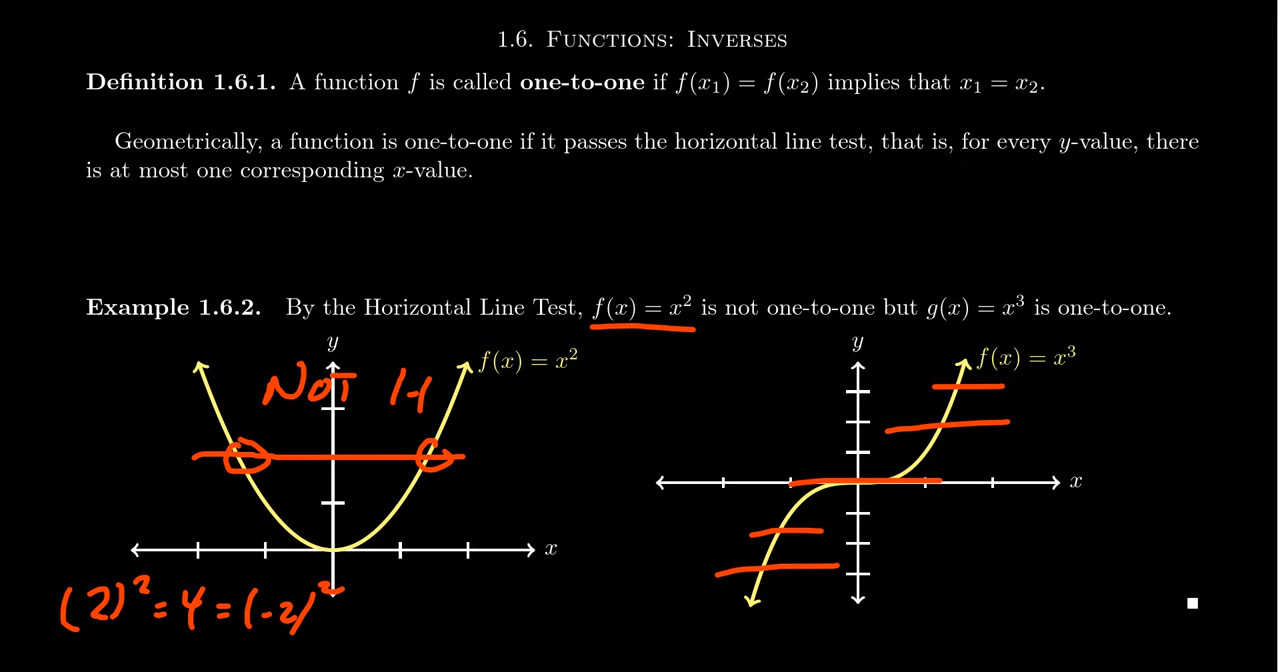 1.6. Functions: Inverses
Definition 1.6.1. A function f is called one-to-one if f(x₁) = f(x₂) implies that x₁ = x₂.
Geometrically, a function is one-to-one if it passes the horizontal line test, that is, for every y-value, there
is at most one corresponding x-value.
Example 1.6.2. By the Horizontal Line Test, f(x) = x² is not one-to-one but g(x) = x³ is one-to-one.
y
f(x) = x²
NOT 1-1
x
(2)² = 4 = (-2)²
y
f(x) = x³
x